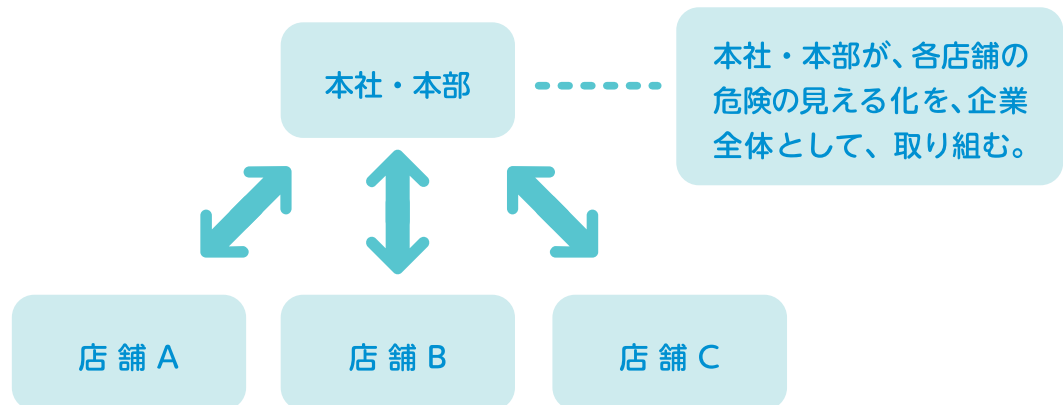 本社・本部
本社・本部が、各店舗の
危険の見える化を、企業
全体として、取り組む。
店舗A
店舗B
店舗C